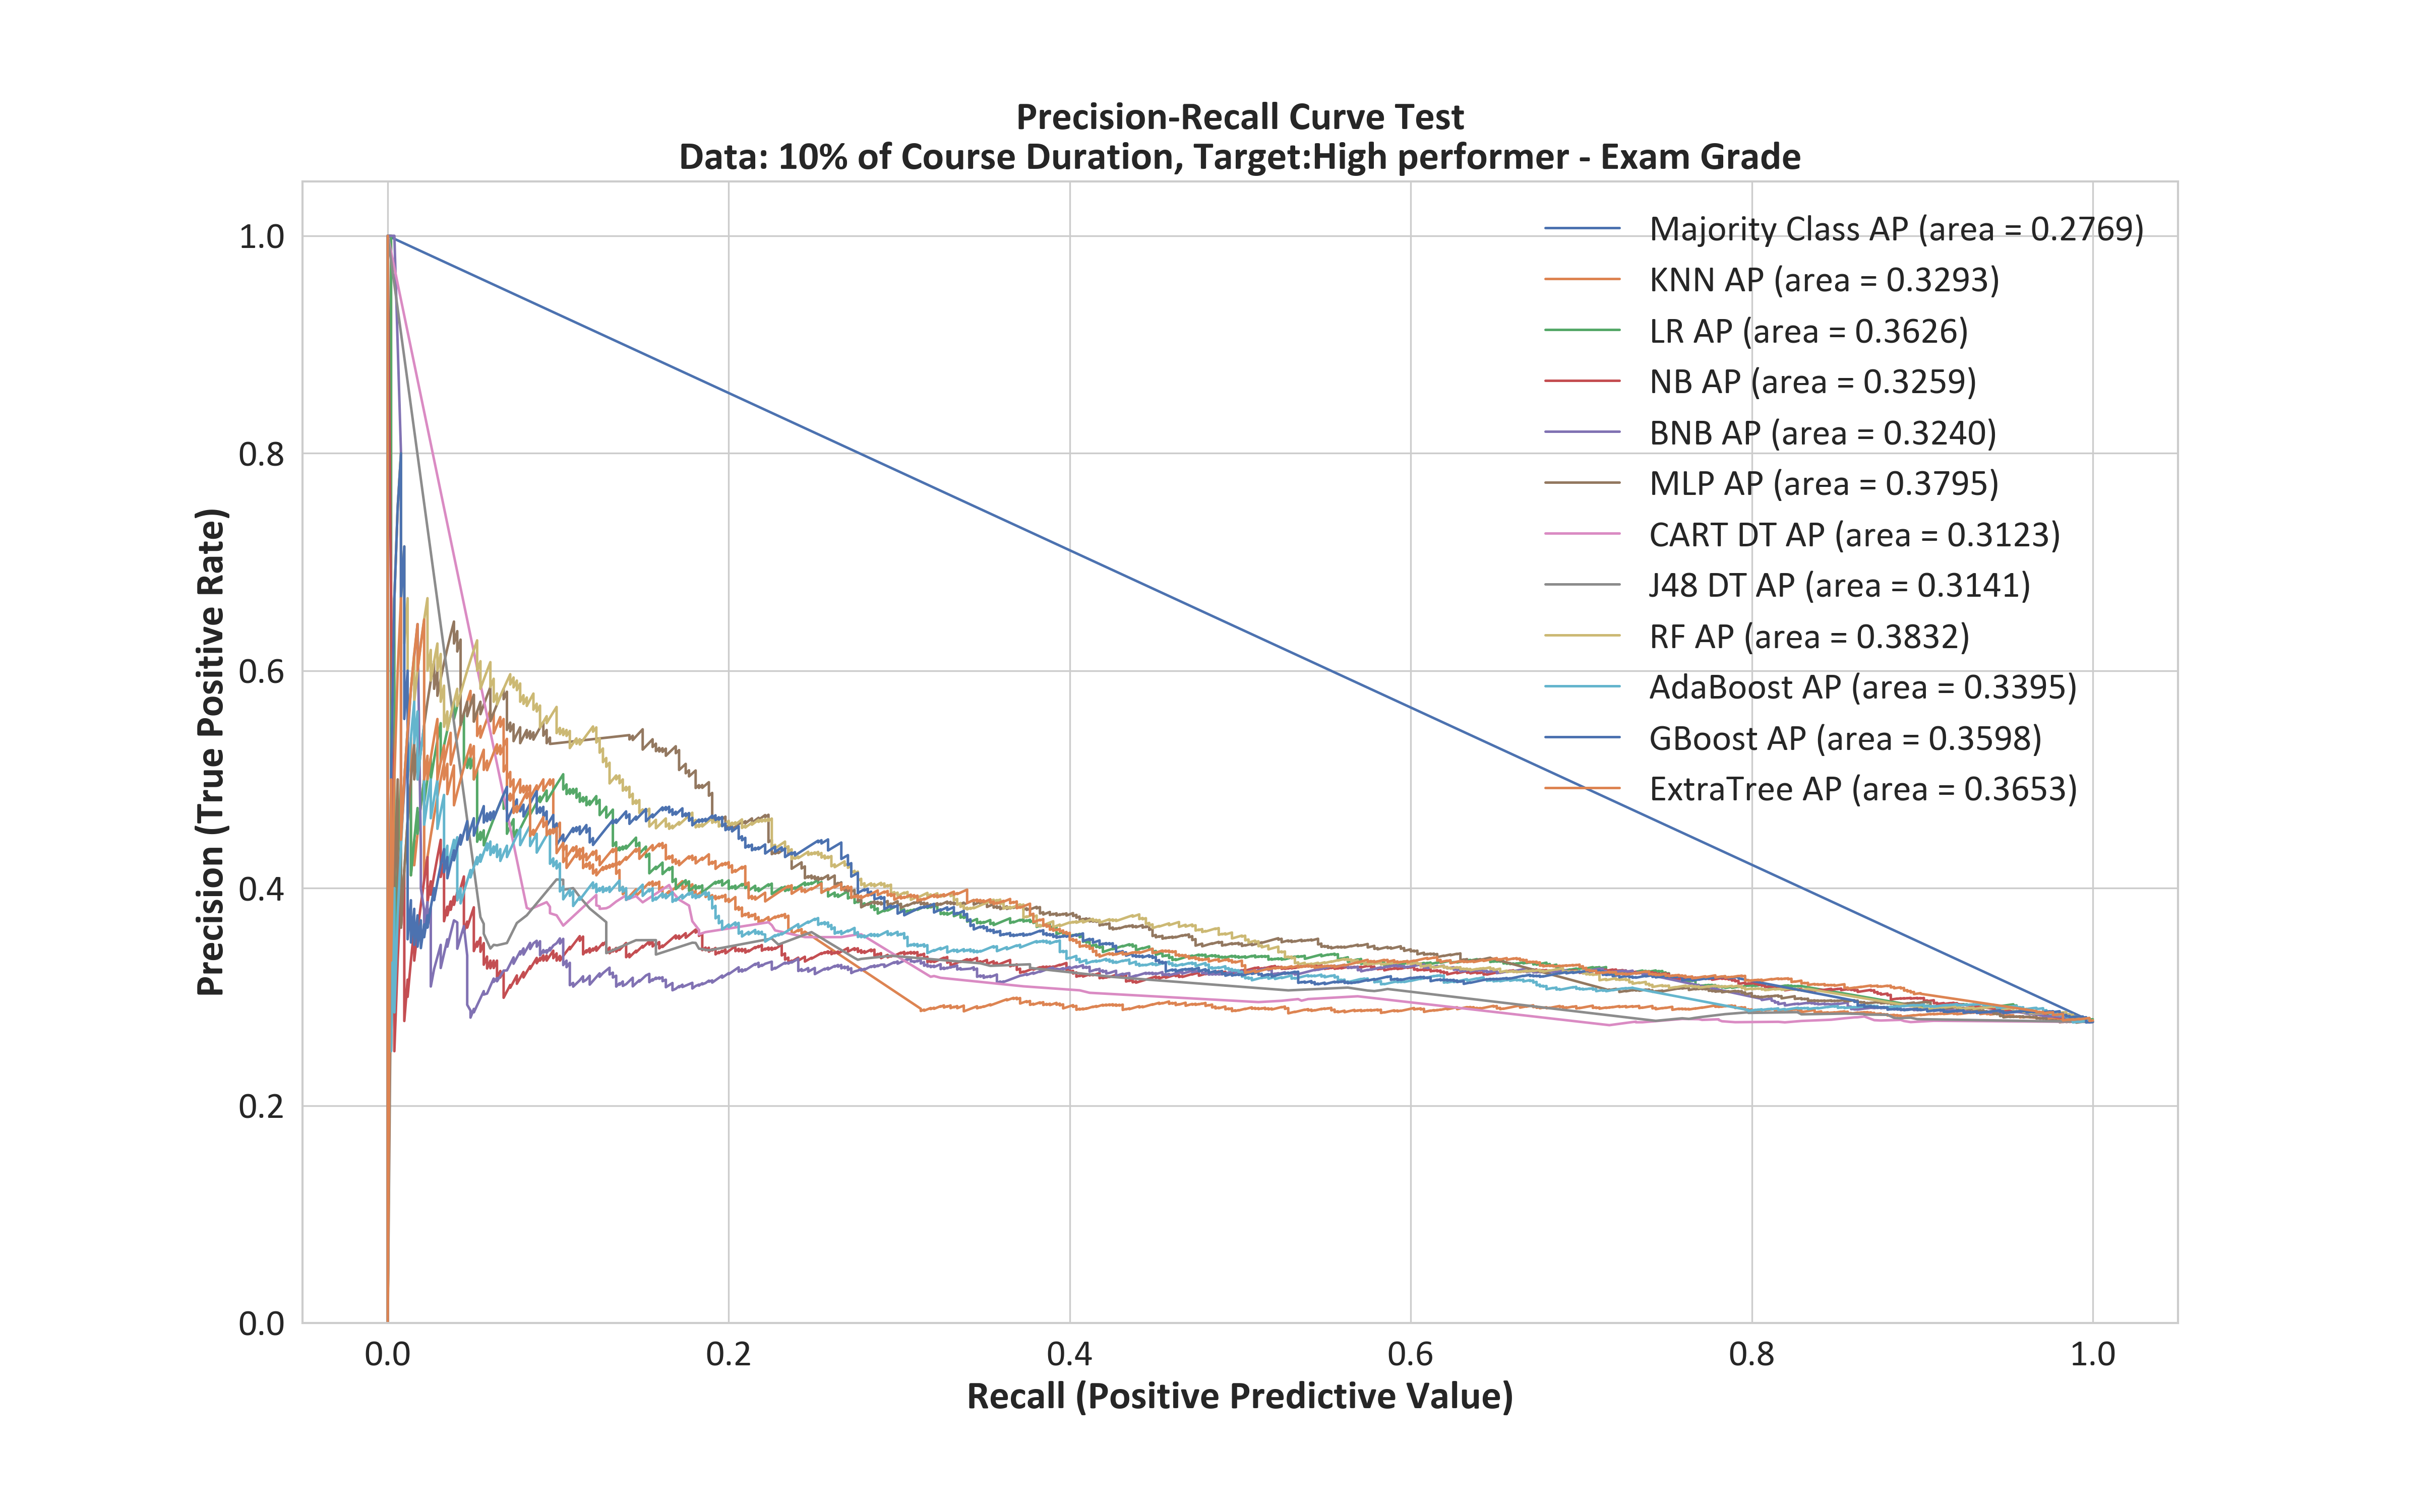 Precision-Recall Curve Test
Data: 10% of Course Duration, Target:High performer - Exam Grade
Majority Class AP (area = 0.2769)
KNN AP (area = 0.3293)
LR AP (area = 0.3626)
NB AP (area = 0.3259)
BNB AP (area = 0.3240)
MLP AP (area = 0.3795)
CART DT AP (area = 0.3123)
J48 DT AP (area = 0.3141)
RF AP (area = 0.3832)
AdaBoost AP (area = 0.3395)
GBoost AP (area = 0.3598)
ExtraTree AP (area = 0.3653)
Precision (True Positive Rate)
1.0
0.8
0.6
0.4
0.2
0.0
0.0 0.2 0.4 0.6 0.8 1.0
Recall (Positive Predictive Value)